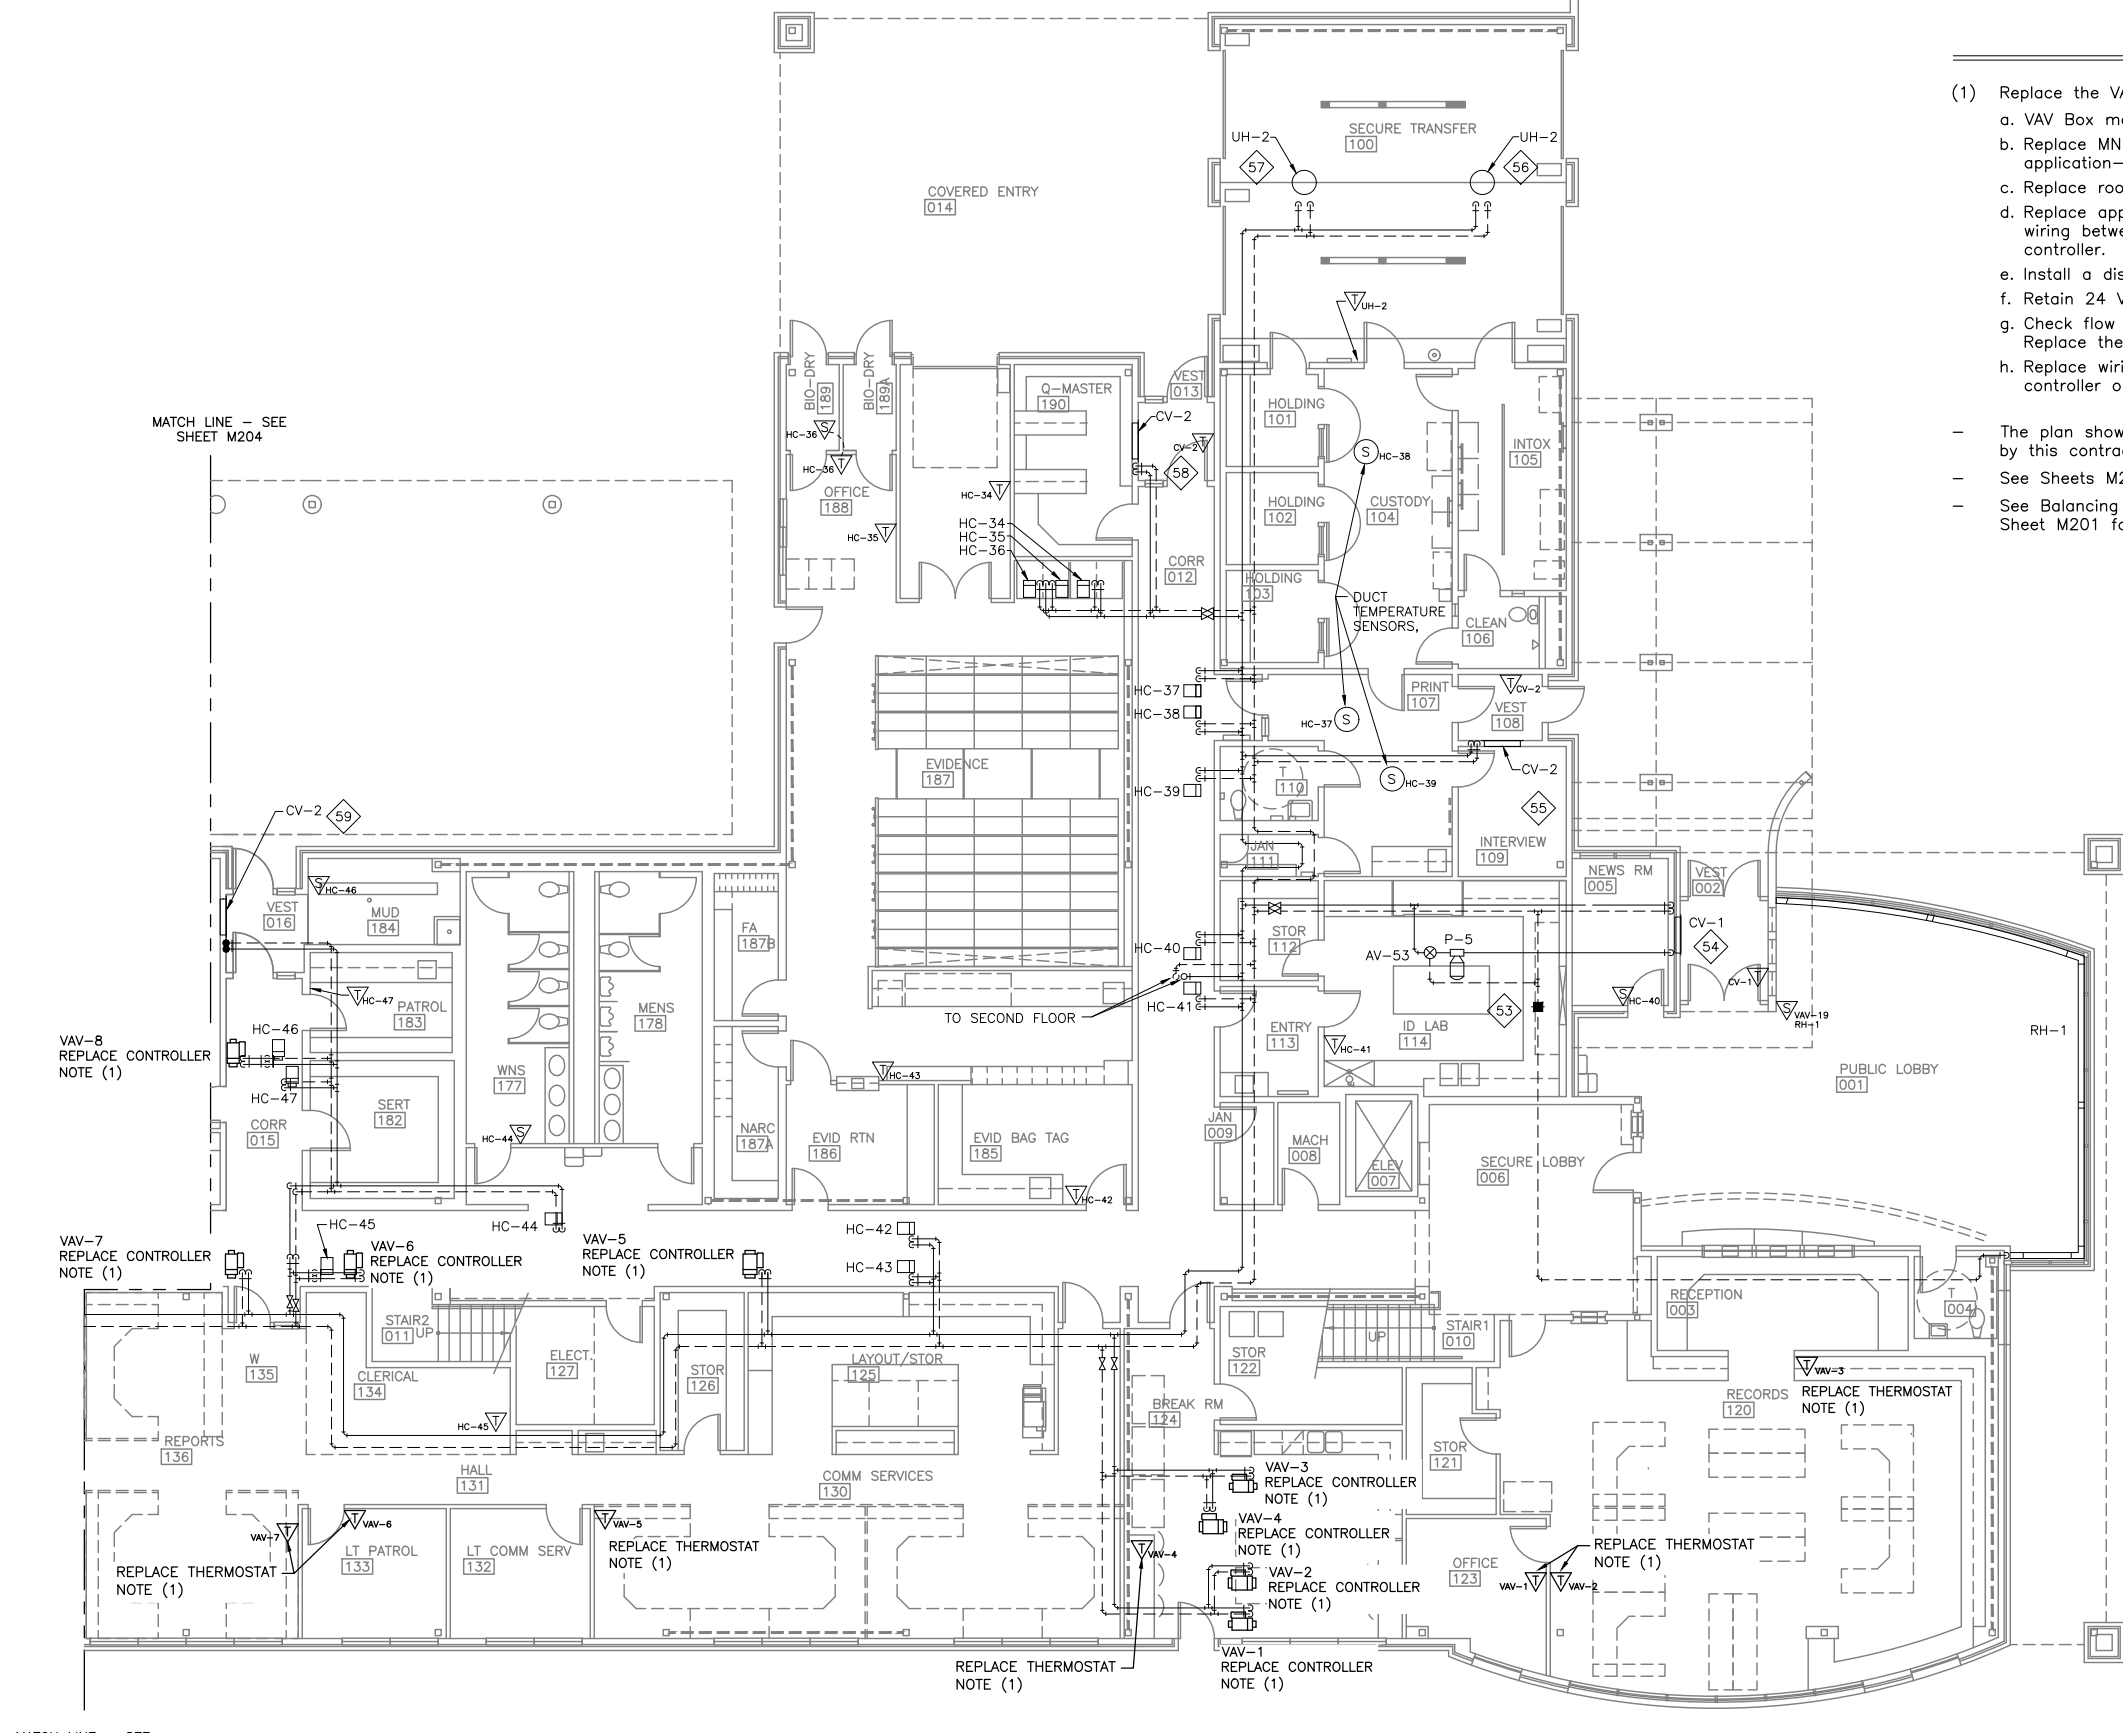 (1) Replace the VA
a. VAV Box mo
b. Replace MN
application-
c. Replace roo
d. Replace app
wiring betwe
controller.
e. Install a dis
f. Retain 24 V
g. Check flow
Replace the
h. Replace wiri
controller o
- The plan show
by this contra
- See Sheets M2
- See Balancing
Sheet M201 fo
SECURE TRANSFER
100
UH-2
57
UH-2
56
COVERED ENTRY
014
UH-2
T
BIO-DRY
189
BIO-DRY
189A
Q-MASTER
190
VEST
013
HOLDING
101
MATCH LINE - SEE
SHEET M204
HC-36
S
HC-36
T
CV-2
CV-2
T
58
S
HC-38
INTOX
105
OFFICE
188
HC-34
T
HC-35
T
HC-34
HC-35
HC-36
HOLDING
102
CUSTODY
104
CORR
012
HOLDING
103
DUCT
TEMPERATURE
SENSORS,
CLEAN
106
HC-37
HC-38
PRINT
107
T
CV-2
VEST
108
HC-37
S
EVIDENCE
187
HC-39
T
110
S
HC-39
CV-2
55
CV-2
59
JAN
111
INTERVIEW
109
NEWS RM
005
VEST
002
S
HC-46
VEST
016
MUD
184
FA
187B
STOR
112
HC-40
AV-53
P-5
CV-1
54
CV-1
T
T
HC-47
PATROL
183
MENS
178
HC-41
TO SECOND FLOOR
53
S
HC-40
S
VAV-19
RH-1
RH-1
ENTRY
113
ID LAB
114
T
HC-41
VAV-8
REPLACE CONTROLLER
NOTE (1)
HC-46
HC-47
WNS
177
T
HC-43
PUBLIC LOBBY
001
SERT
182
CORR
015
HC-44
S
NARC
187A
EVID RTN
186
EVID BAG TAG
185
JAN
009
MACH
008
ELEV
007
SECURE LOBBY
006
T
HC-42
HC-44
HC-42
HC-43
VAV-7
REPLACE CONTROLLER
NOTE (1)
HC-45
VAV-6
REPLACE CONTROLLER
NOTE (1)
VAV-5
REPLACE CONTROLLER
NOTE (1)
RECEPTION
003
T
004
STAIR2
011
UP
UP
STAIR1
010
W
135
CLERICAL
134
ELECT.
127
STOR
126
LAYOUT/STOR
125
STOR
122
T
VAV-3
REPLACE THERMOSTAT
NOTE (1)
BREAK RM
124
RECORDS
120
HC-45
T
REPORTS
136
HALL
131
COMM SERVICES
130
STOR
121
VAV-3
REPLACE CONTROLLER
NOTE (1)
VAV-4
REPLACE CONTROLLER
NOTE (1)
VAV-7
T
T
VAV-6
T
VAV-5
REPLACE THERMOSTAT
NOTE (1)
T
VAV-4
LT PATROL
133
LT COMM SERV
132
REPLACE THERMOSTAT
NOTE (1)
VAV-2
REPLACE CONTROLLER
NOTE (1)
OFFICE
123
REPLACE THERMOSTAT
NOTE (1)
VAV-1
T
T
VAV-2
VAV-1
REPLACE CONTROLLER
NOTE (1)
REPLACE THERMOSTAT
NOTE (1)